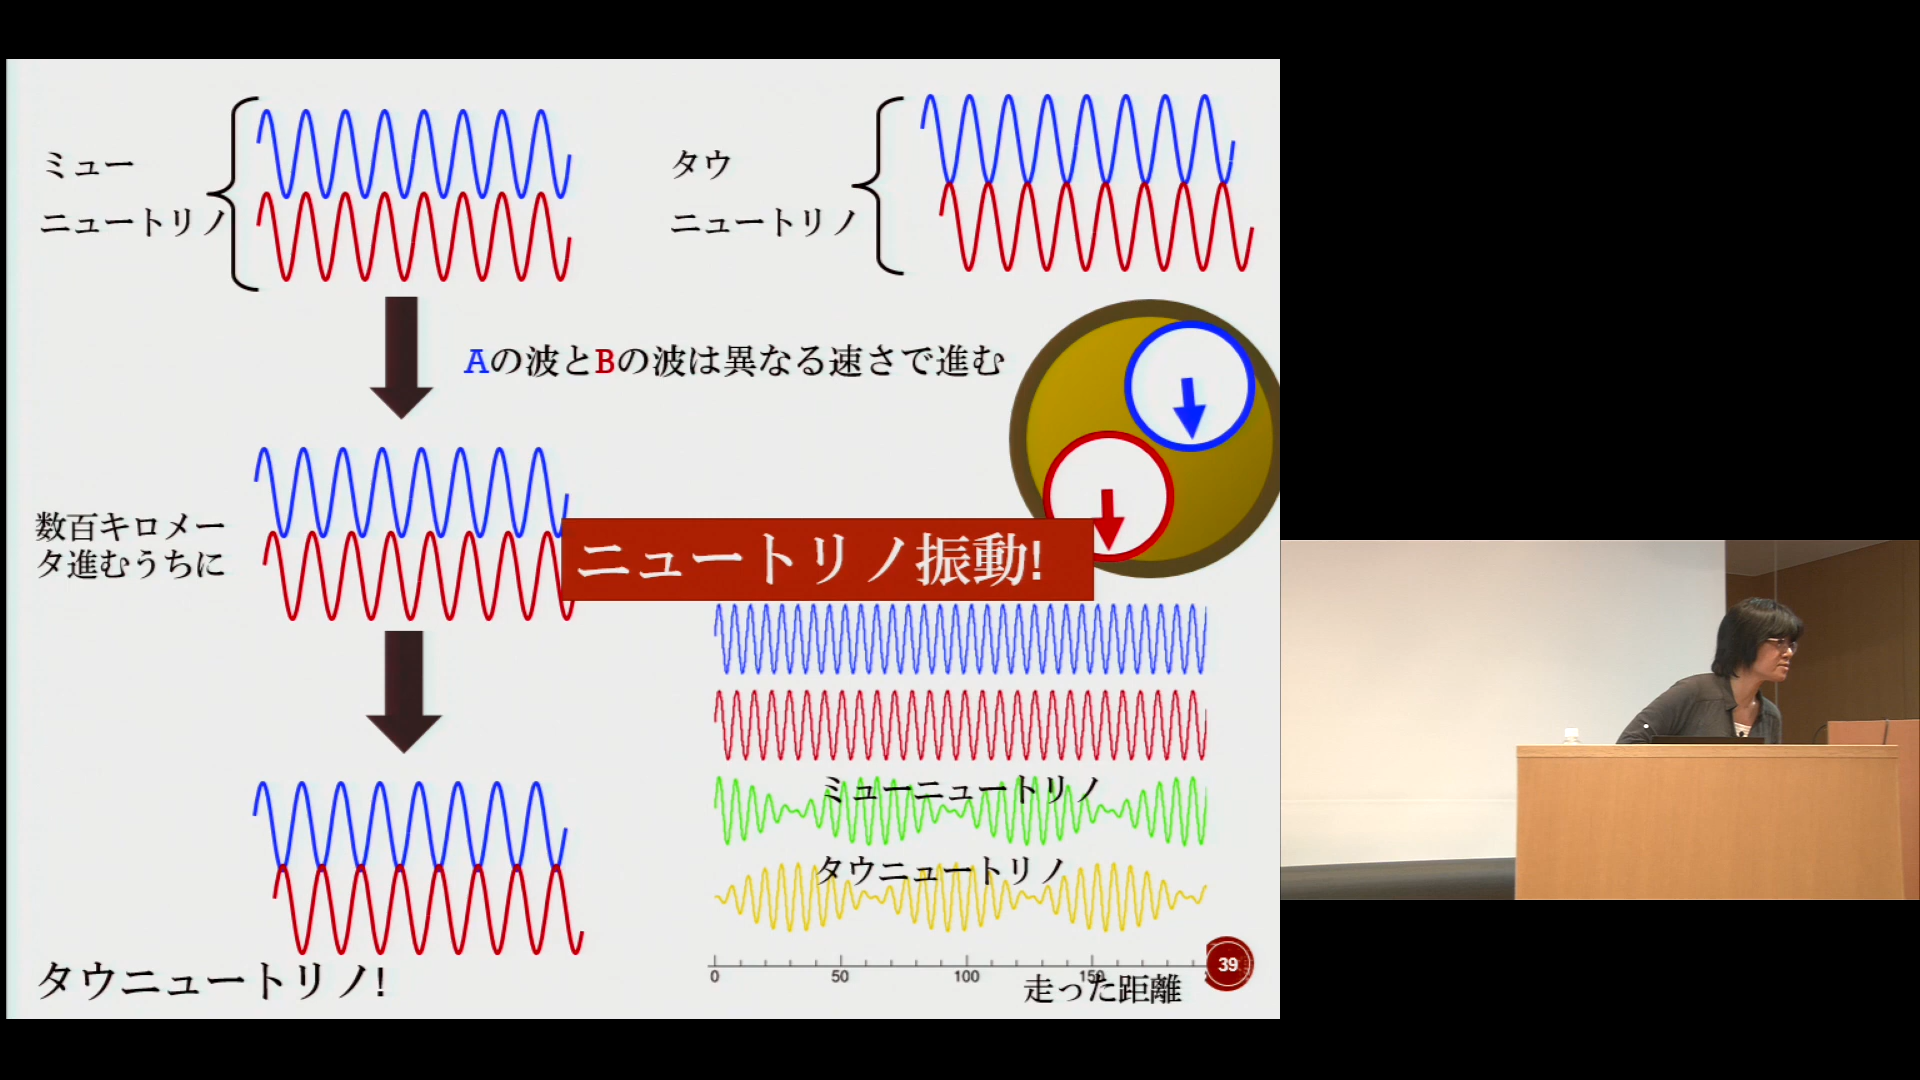 ミュー
ニュートリノ
タウ
ニュートリノ
Aの波とBの波は異なる速さで進む
数百キロメー
タ進むうちに
ニュートリノ振動!
ミューニュートリノ
タウニュートリノ
0 50 100 150
走った距離
39
タウニュートリノ!